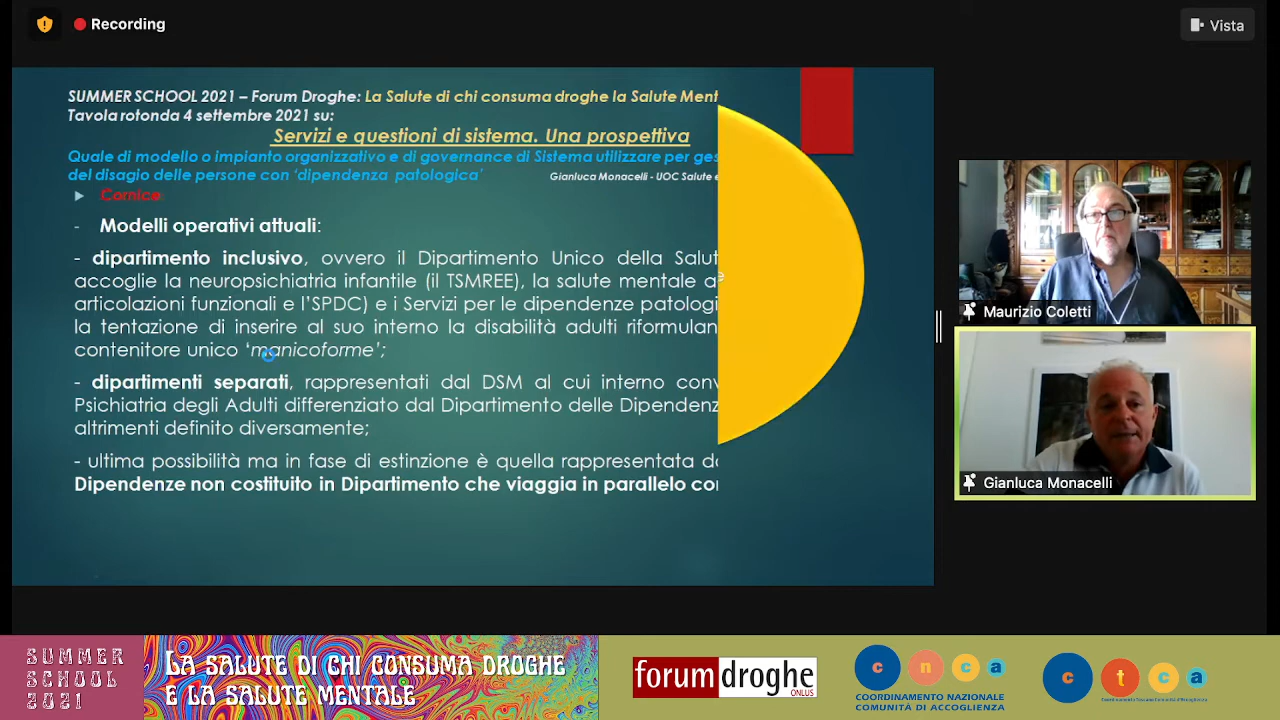 Recording
Vista
SUMMER SCHOOL 2021 – Forum Droghe: La Salute di chi consuma droghe la Salute Ment
Tavola rotonda 4 settembre 2021 su:
Servizi e questioni di sistema. Una prospettiva
Quale di modello o impianto organizzativo e di governance di Sistema utilizzare per ges
del disagio delle persone con ‘dipendenza patologica’
Gianluca Monacelli - UOC Salute e
Cornice
- Modelli operativi attuali:
- dipartimento inclusivo, ovvero il Dipartimento Unico della Salut
accoglie la neuropsichiatria infantile (il TSMREE), la salute mentale de
articolazioni funzionali e l’SPDC) e i Servizi per le dipendenze patologi
la tentazione di inserire al suo interno la disabilità adulti riformulan
contenitore unico ‘manicoforme’;
- dipartimenti separati, rappresentati dal DSM al cui interno conv
Psichiatria degli Adulti differenziato dal Dipartimento delle Dipendenz
altrimenti definito diversamente;
- ultima possibilità ma in fase di estinzione è quella rappresentata da
Dipendenze non costituito in Dipartimento che viaggia in parallelo con
Maurizio Coletti
Gianluca Monacelli
SUMMER
SCHOOL
2021
LA SALUTE DI CHI CONSUMA DROGHE
E LA SALUTE MENTALE
forumdroghe
ONLUS
c n c a
COORDINAMENTO NAZIONALE
COMUNITÀ DI ACCOGLIENZA
c t c a